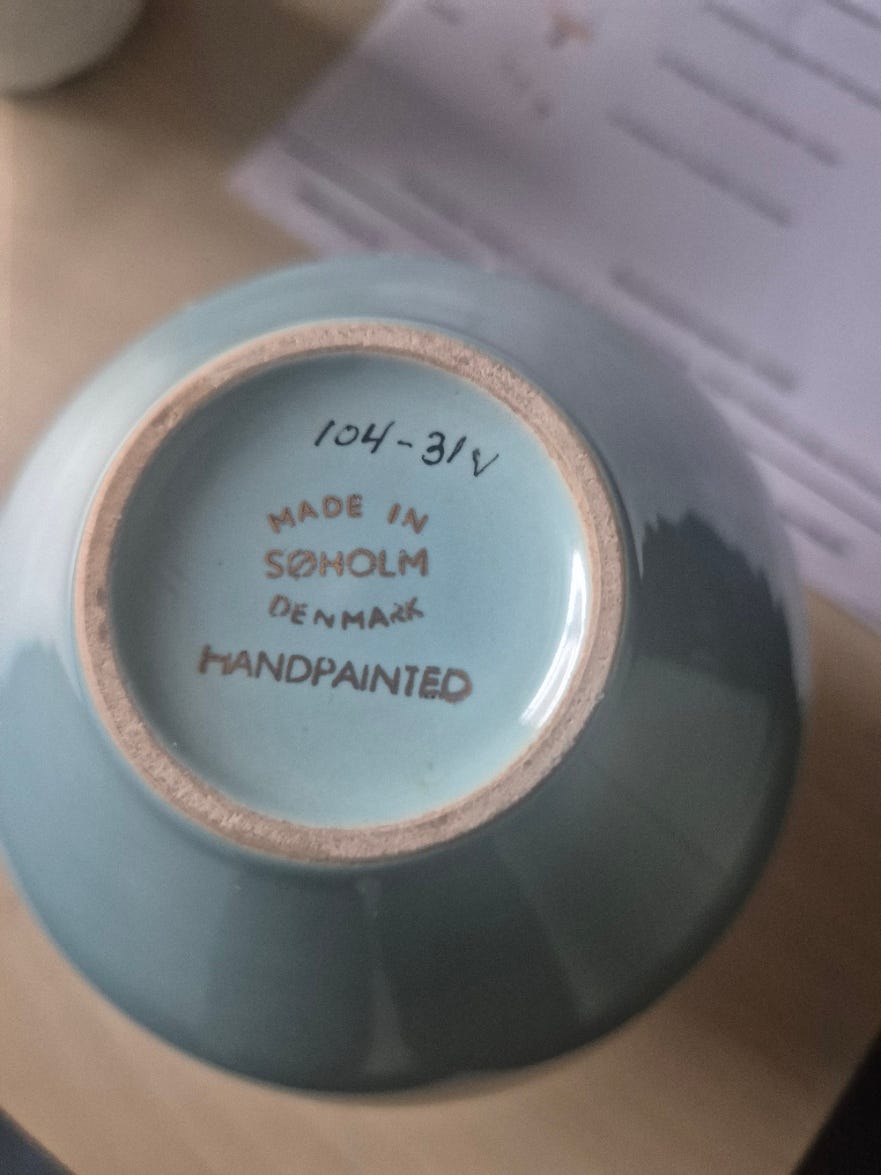 104-31v
MADE IN
SØHOLM
DENMARK
HANDPAINTED